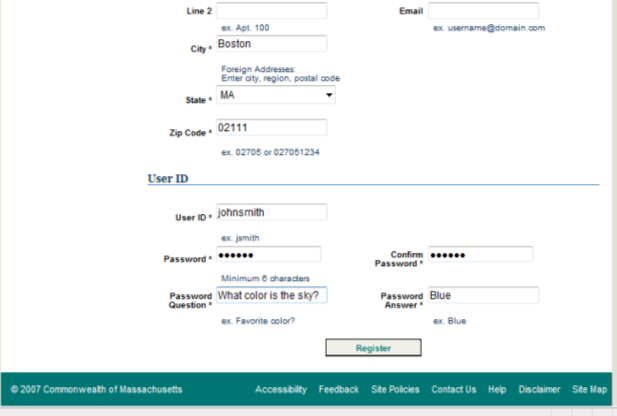 Line 2
Email
ex. Apt. 100
ex. username@domain.com
City *
Boston
Foreign Addresses:
Enter city, region, postal code
State *
MA
Zip Code *
02111
ex. 02705 or 027051234
User ID
User ID *
johnsmith
ex. jsmith
Password *
••••••
Confirm
Password *
••••••
Minimum 6 characters
Password
Question *
What color is the sky?
Password
Answer *
Blue
ex. Favorite color?
ex. Blue
Register
© 2007 Commonwealth of Massachusetts Accessibility Feedback Site Policies Contact Us Help Disclaimer Site Map